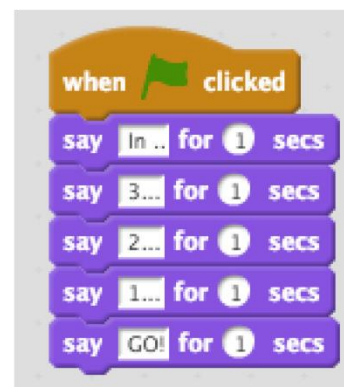 when clicked
say In .. for 1 secs
say 3... for 1 secs
say 2... for 1 secs
say 1... for 1 secs
say GO! for 1 secs